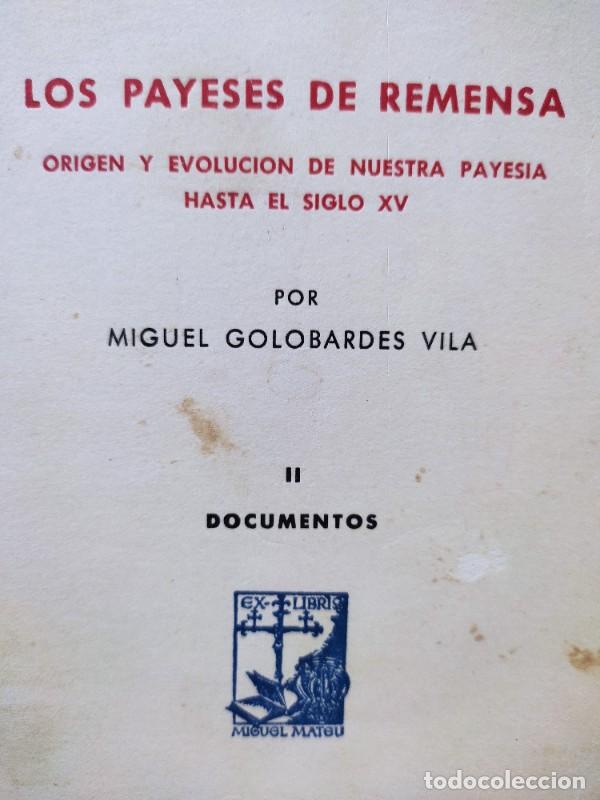 LOS PAYESES DE REMENSA
ORIGEN Y EVOLUCION DE NUESTRA PAYESIA
HASTA EL SIGLO XV
POR
MIGUEL GOLOBARDES VILA
II
DOCUMENTOS
EX-LIBRIS
MIGUEL MATEU
todocoleccion